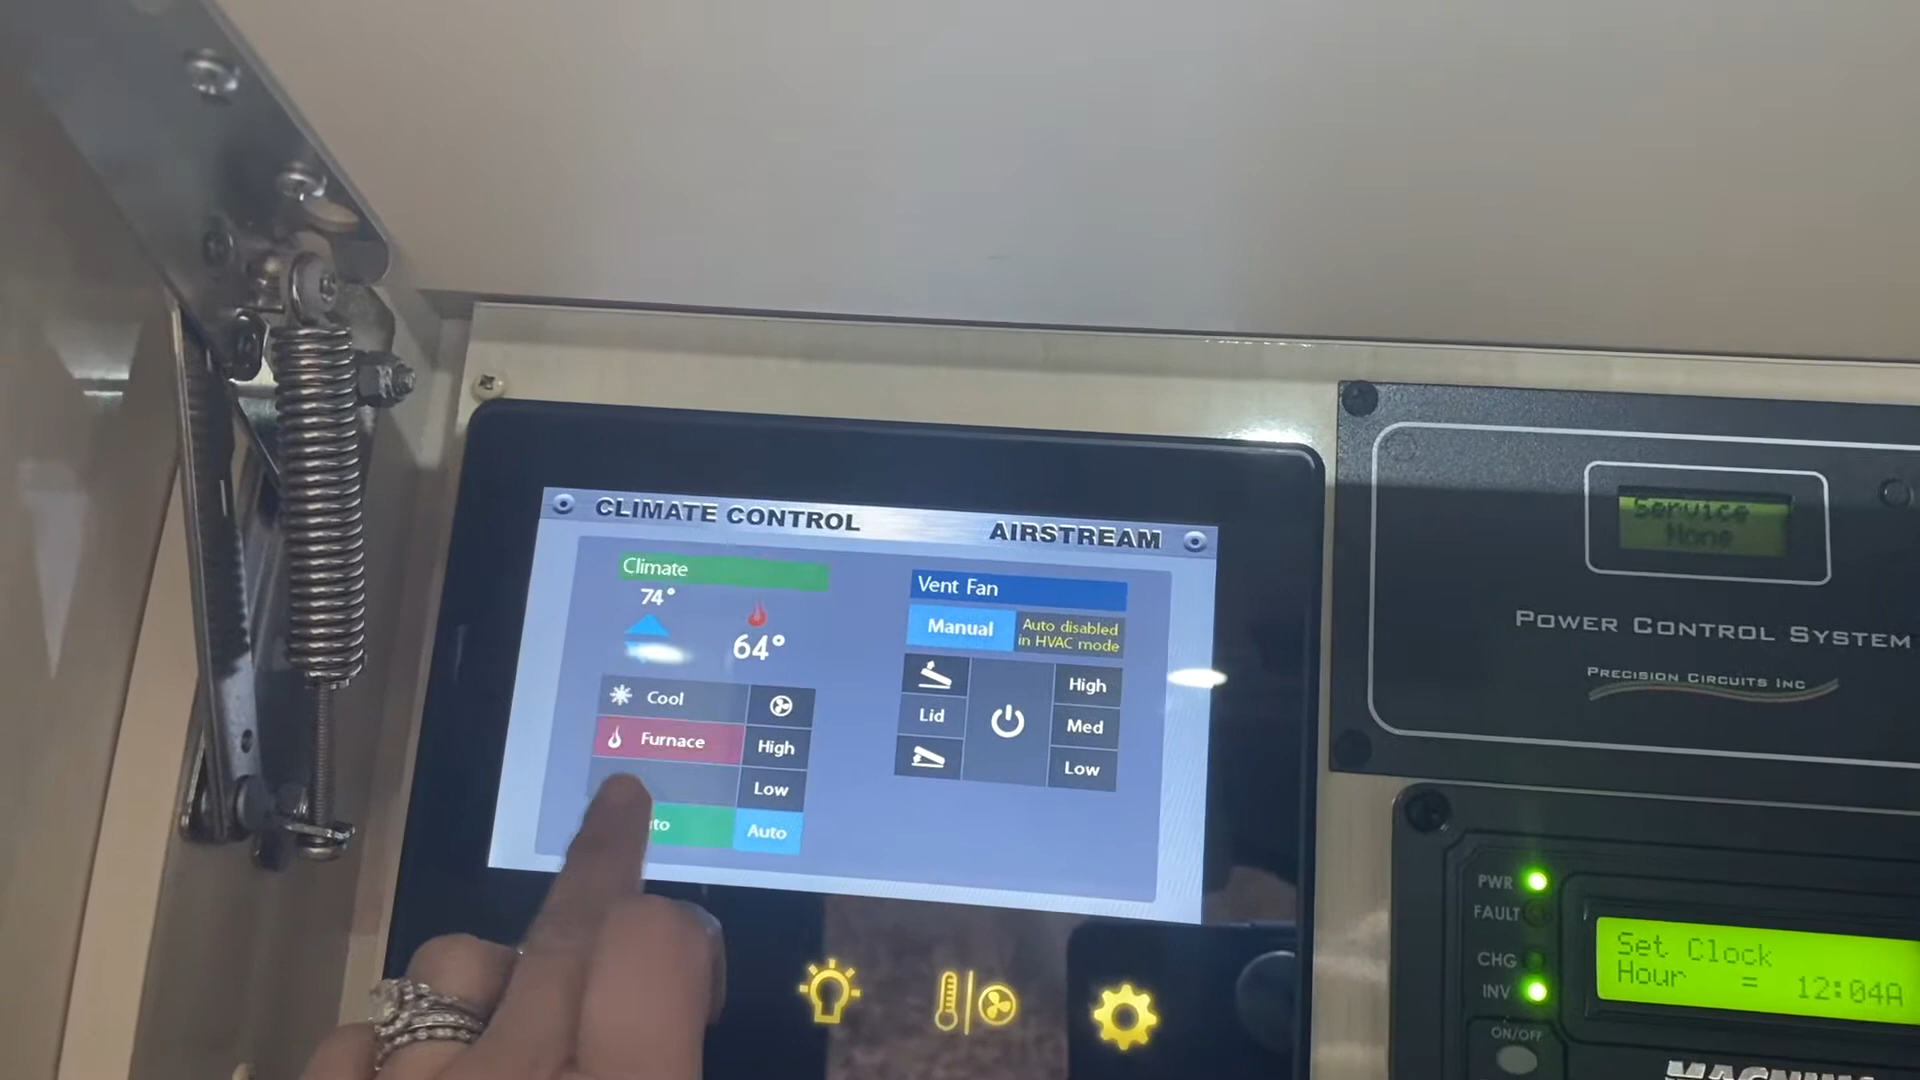 CLIMATE CONTROL
AIRSTREAM
Climate
74°
64°
Cool
Furnace
High
Low
Auto
Vent Fan
Manual
Auto disabled
in HVAC mode
Lid
High
Med
Low
Service
None
POWER CONTROL SYSTEM
PRECISION CIRCUITS INC
PWR
FAULT
CHG
INV
ON/OFF
Set Clock
Hour = 12:04A